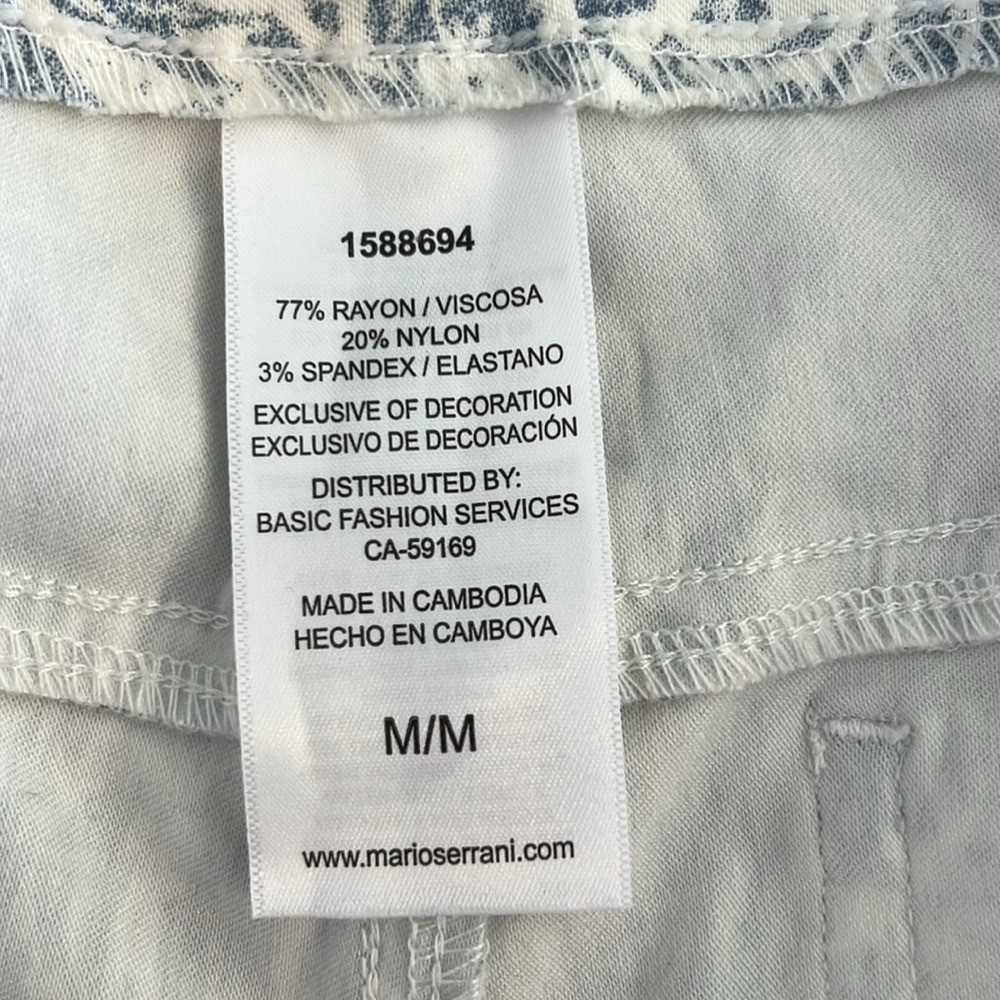 1588694
77% RAYON / VISCOSA
20% NYLON
3% SPANDEX / ELASTANO
EXCLUSIVE OF DECORATION
EXCLUSIVO DE DECORACIÓN
DISTRIBUTED BY:
BASIC FASHION SERVICES
CA-59169
MADE IN CAMBODIA
HECHO EN CAMBOYA
M/M
www.marioserrani.com